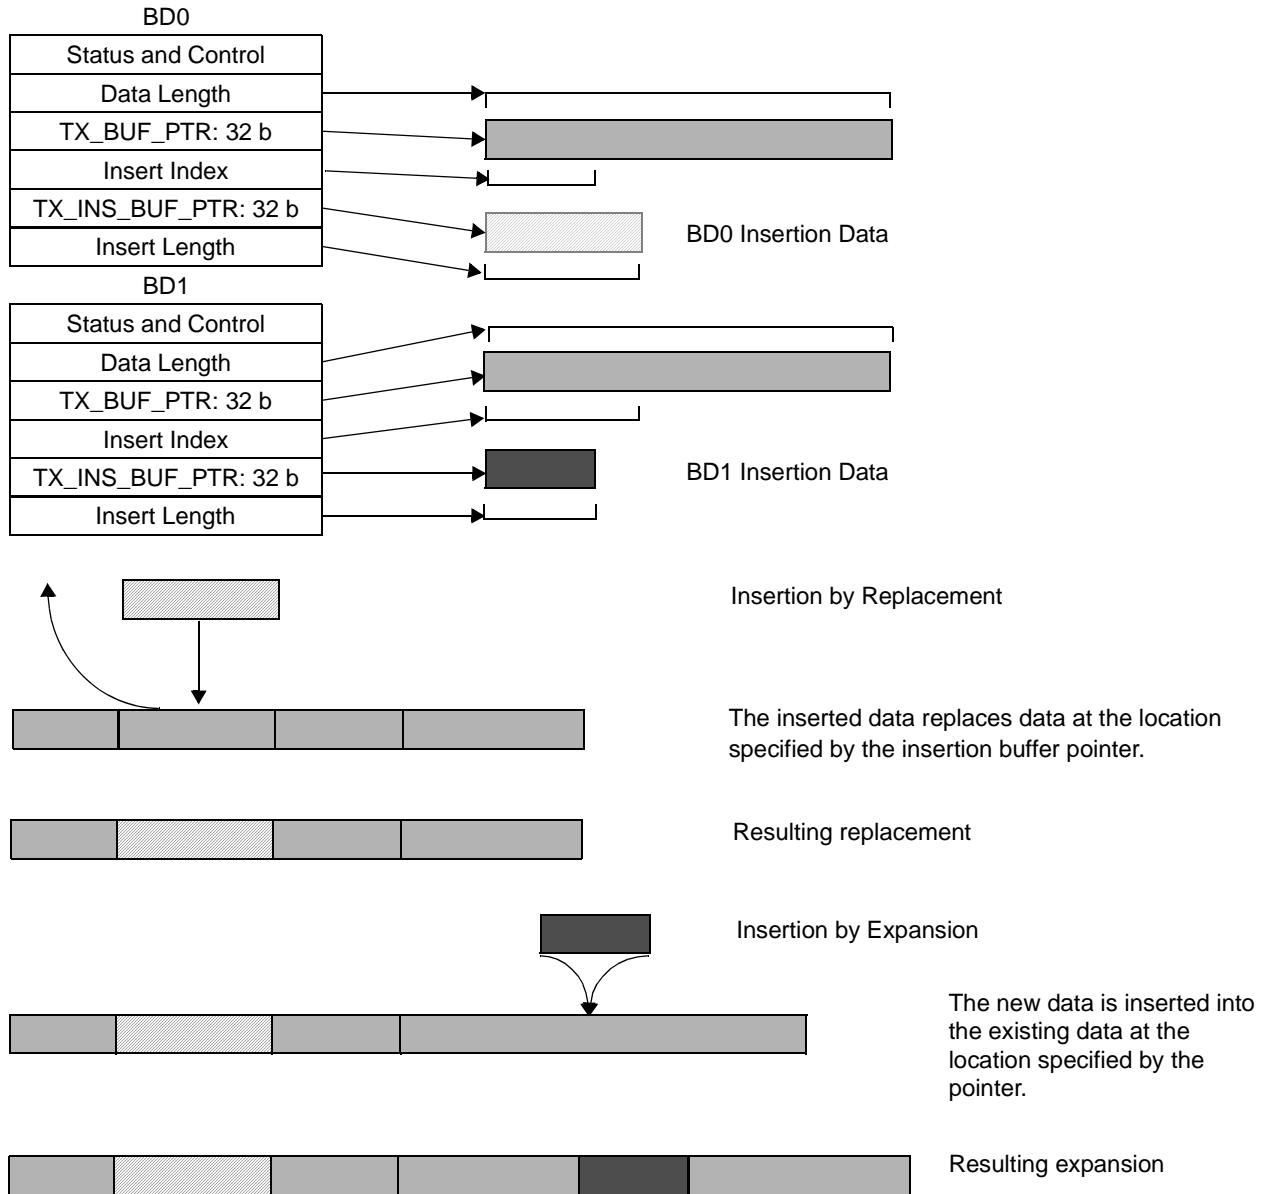 BD0
Status and Control
Data Length
TX_BUF_PTR: 32 b
Insert Index
TX_INS_BUF_PTR: 32 b
Insert Length
BD0 Insertion Data
BD1
Status and Control
Data Length
TX_BUF_PTR: 32 b
Insert Index
TX_INS_BUF_PTR: 32 b
Insert Length
BD1 Insertion Data
Insertion by Replacement
The inserted data replaces data at the location
specified by the insertion buffer pointer.
Resulting replacement
Insertion by Expansion
The new data is inserted into
the existing data at the
location specified by the
pointer.
Resulting expansion